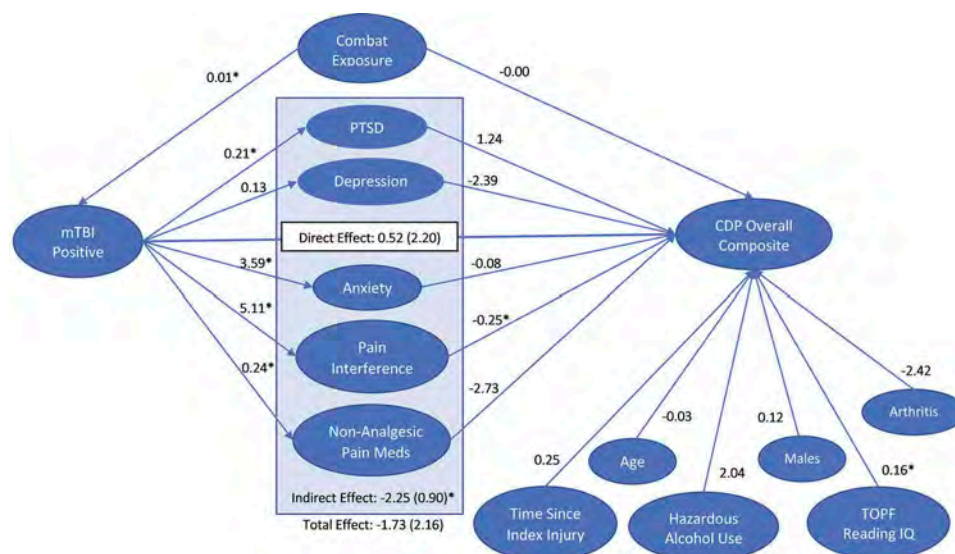 Combat
Exposure
0.01*
-0.00
PTSD
0.21*
1.24
Depression
0.13
-2.39
mTBI
Positive
Direct Effect: 0.52 (2.20)
CDP Overall
Composite
3.59*
Anxiety
-0.08
5.11*
Pain
Interference
-0.25*
0.24*
Non-Analgesic
Pain Meds
-2.73
Indirect Effect: -2.25 (0.90)*
Total Effect: -1.73 (2.16)
-2.42
Arthritis
-0.03
Age
0.12
Males
0.25
2.04
0.16*
Time Since
Index Injury
Hazardous
Alcohol Use
TOPF
Reading IQ